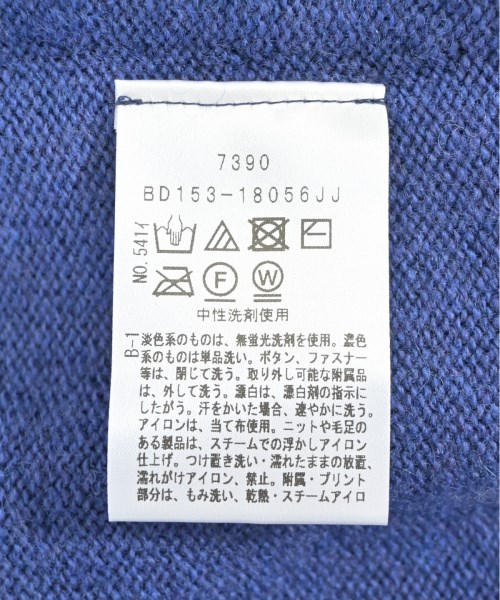 7390
BD153-18056JJ
NO.5414
F W
中性洗剤使用
B-1
淡色系のものは、無蛍光洗剤を使用。濃色
系のものは単品洗い。ボタン、ファスナー
等は、閉じて洗う。取り外し可能な附属品
は、外して洗う。漂白は、漂白剤の指示に
したがう。汗をかいた場合、速やかに洗う。
アイロンは、当て布使用。ニットや毛足の
ある製品は、スチームでの浮かしアイロン
仕上げ。つけ置き洗い・濡れたままの放置、
濡れがけアイロン、禁止。附属・プリント
部分は、もみ洗い、乾熱・スチームアイロ